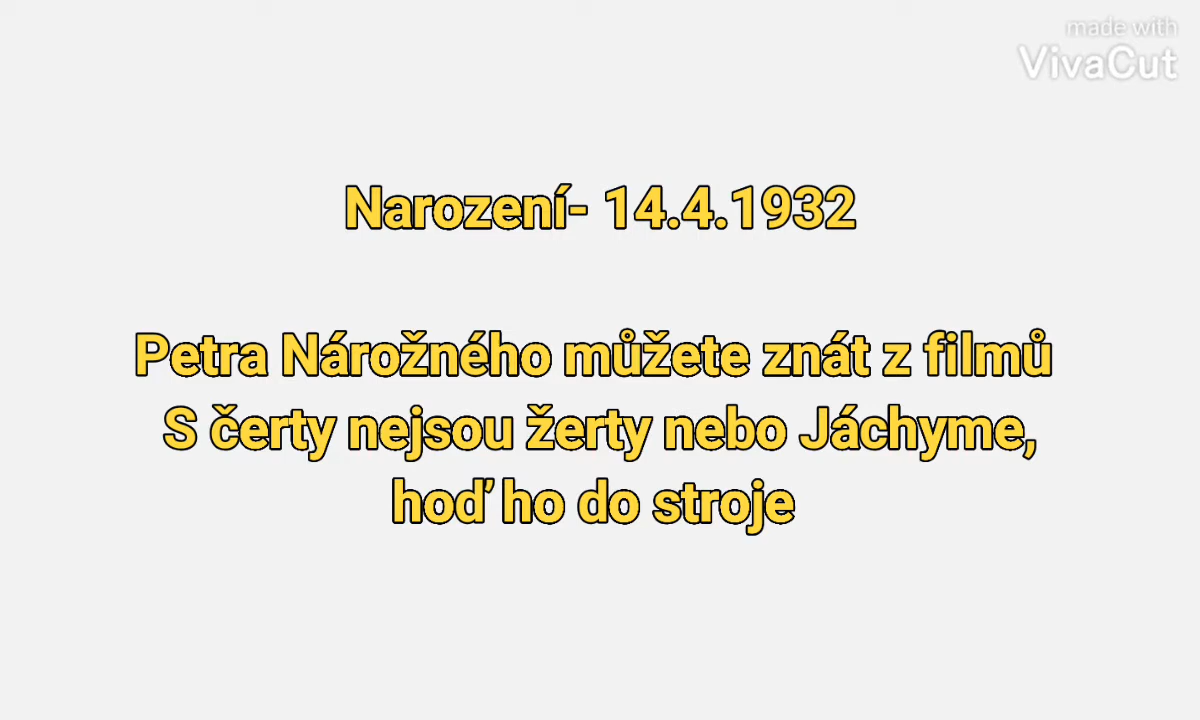 made with
VivaCut
Narození- 14.4.1932
Petra Nárožného můžete znát z filmů
S čerty nejsou žerty nebo Jáchyme,
hoď ho do stroje